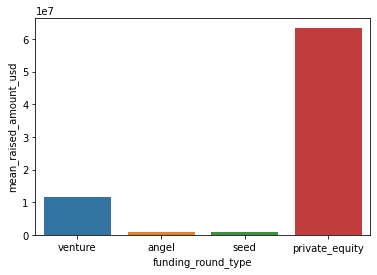 1e7
6
5
4
3
2
1
0
mean_raised_amount_usd
venture angel seed private_equity
funding_round_type